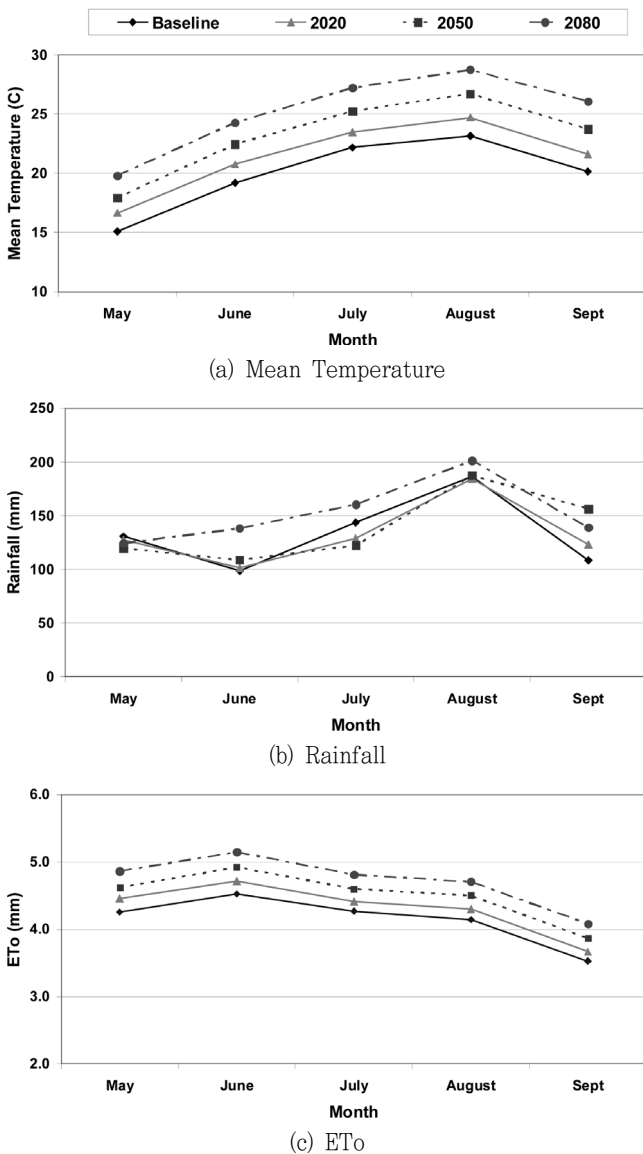 Baseline 2020 2050 2080
30
25
20
15
10
Mean Temperature (C)
May June July August Sept
Month
(a) Mean Temperature
250
200
150
100
50
0
Rainfall (mm)
May June July August Sept
Month
(b) Rainfall
6.0
5.0
4.0
3.0
2.0
ETo (mm)
May June July August Sept
Month
(c) ETo